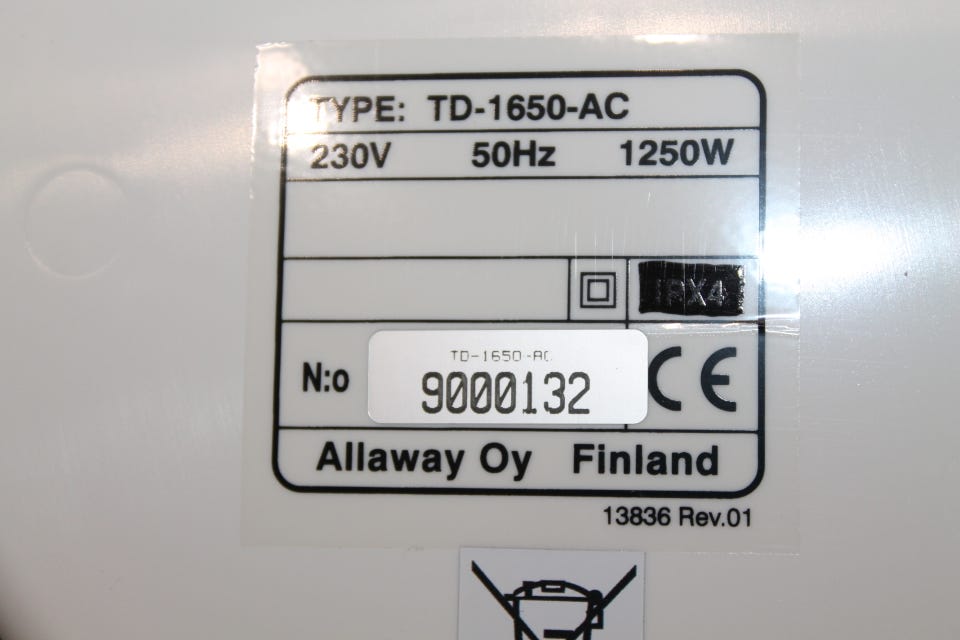 TYPE: TD-1650-AC
230V 50Hz 1250W
IPX4
N:o TD-1650-AC
9000132
CE
Allaway Oy Finland
13836 Rev.01